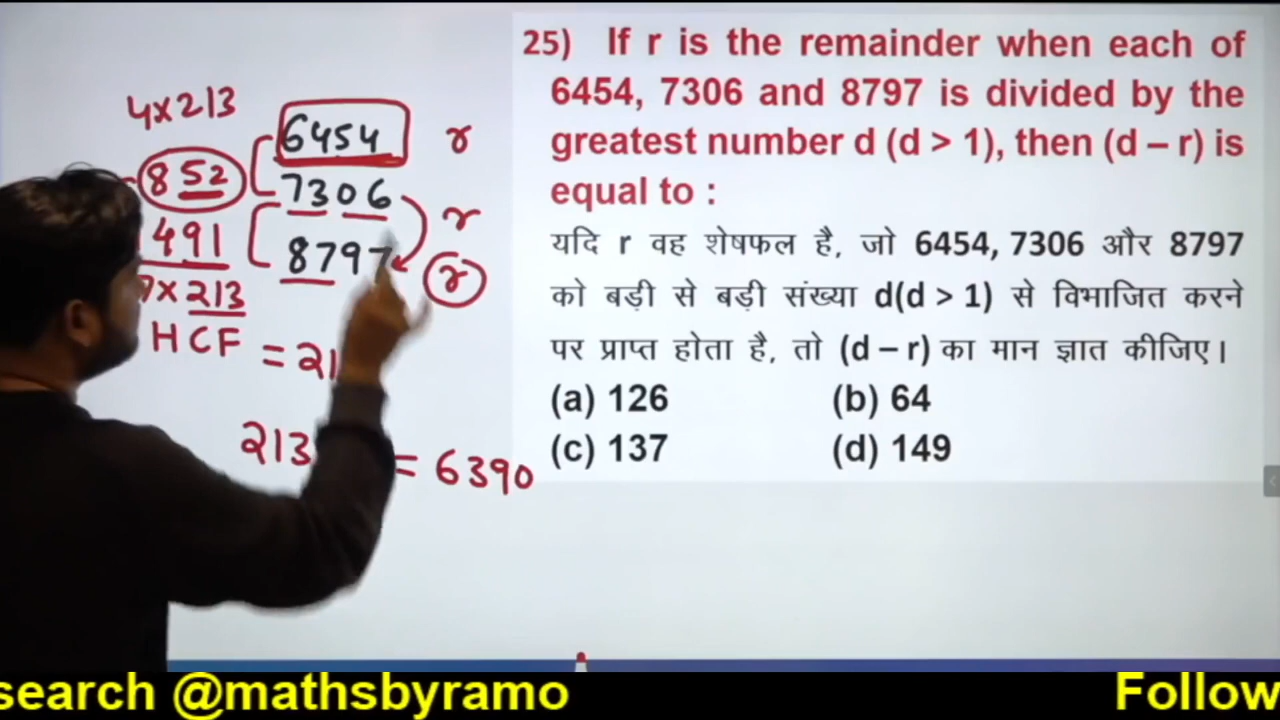 4x213
6454 r
852
7306 r
491
8797 r
7x213
HCF = 21
213 = 6390
25) If r is the remainder when each of
6454, 7306 and 8797 is divided by the
greatest number d (d > 1), then (d – r) is
equal to :
यदि r वह शेषफल है, जो 6454, 7306 और 8797
को बड़ी से बड़ी संख्या d(d > 1) से विभाजित करने
पर प्राप्त होता है, तो (d – r) का मान ज्ञात कीजिए।
(a) 126 (b) 64
(c) 137 (d) 149
search @mathsbyramo Follow